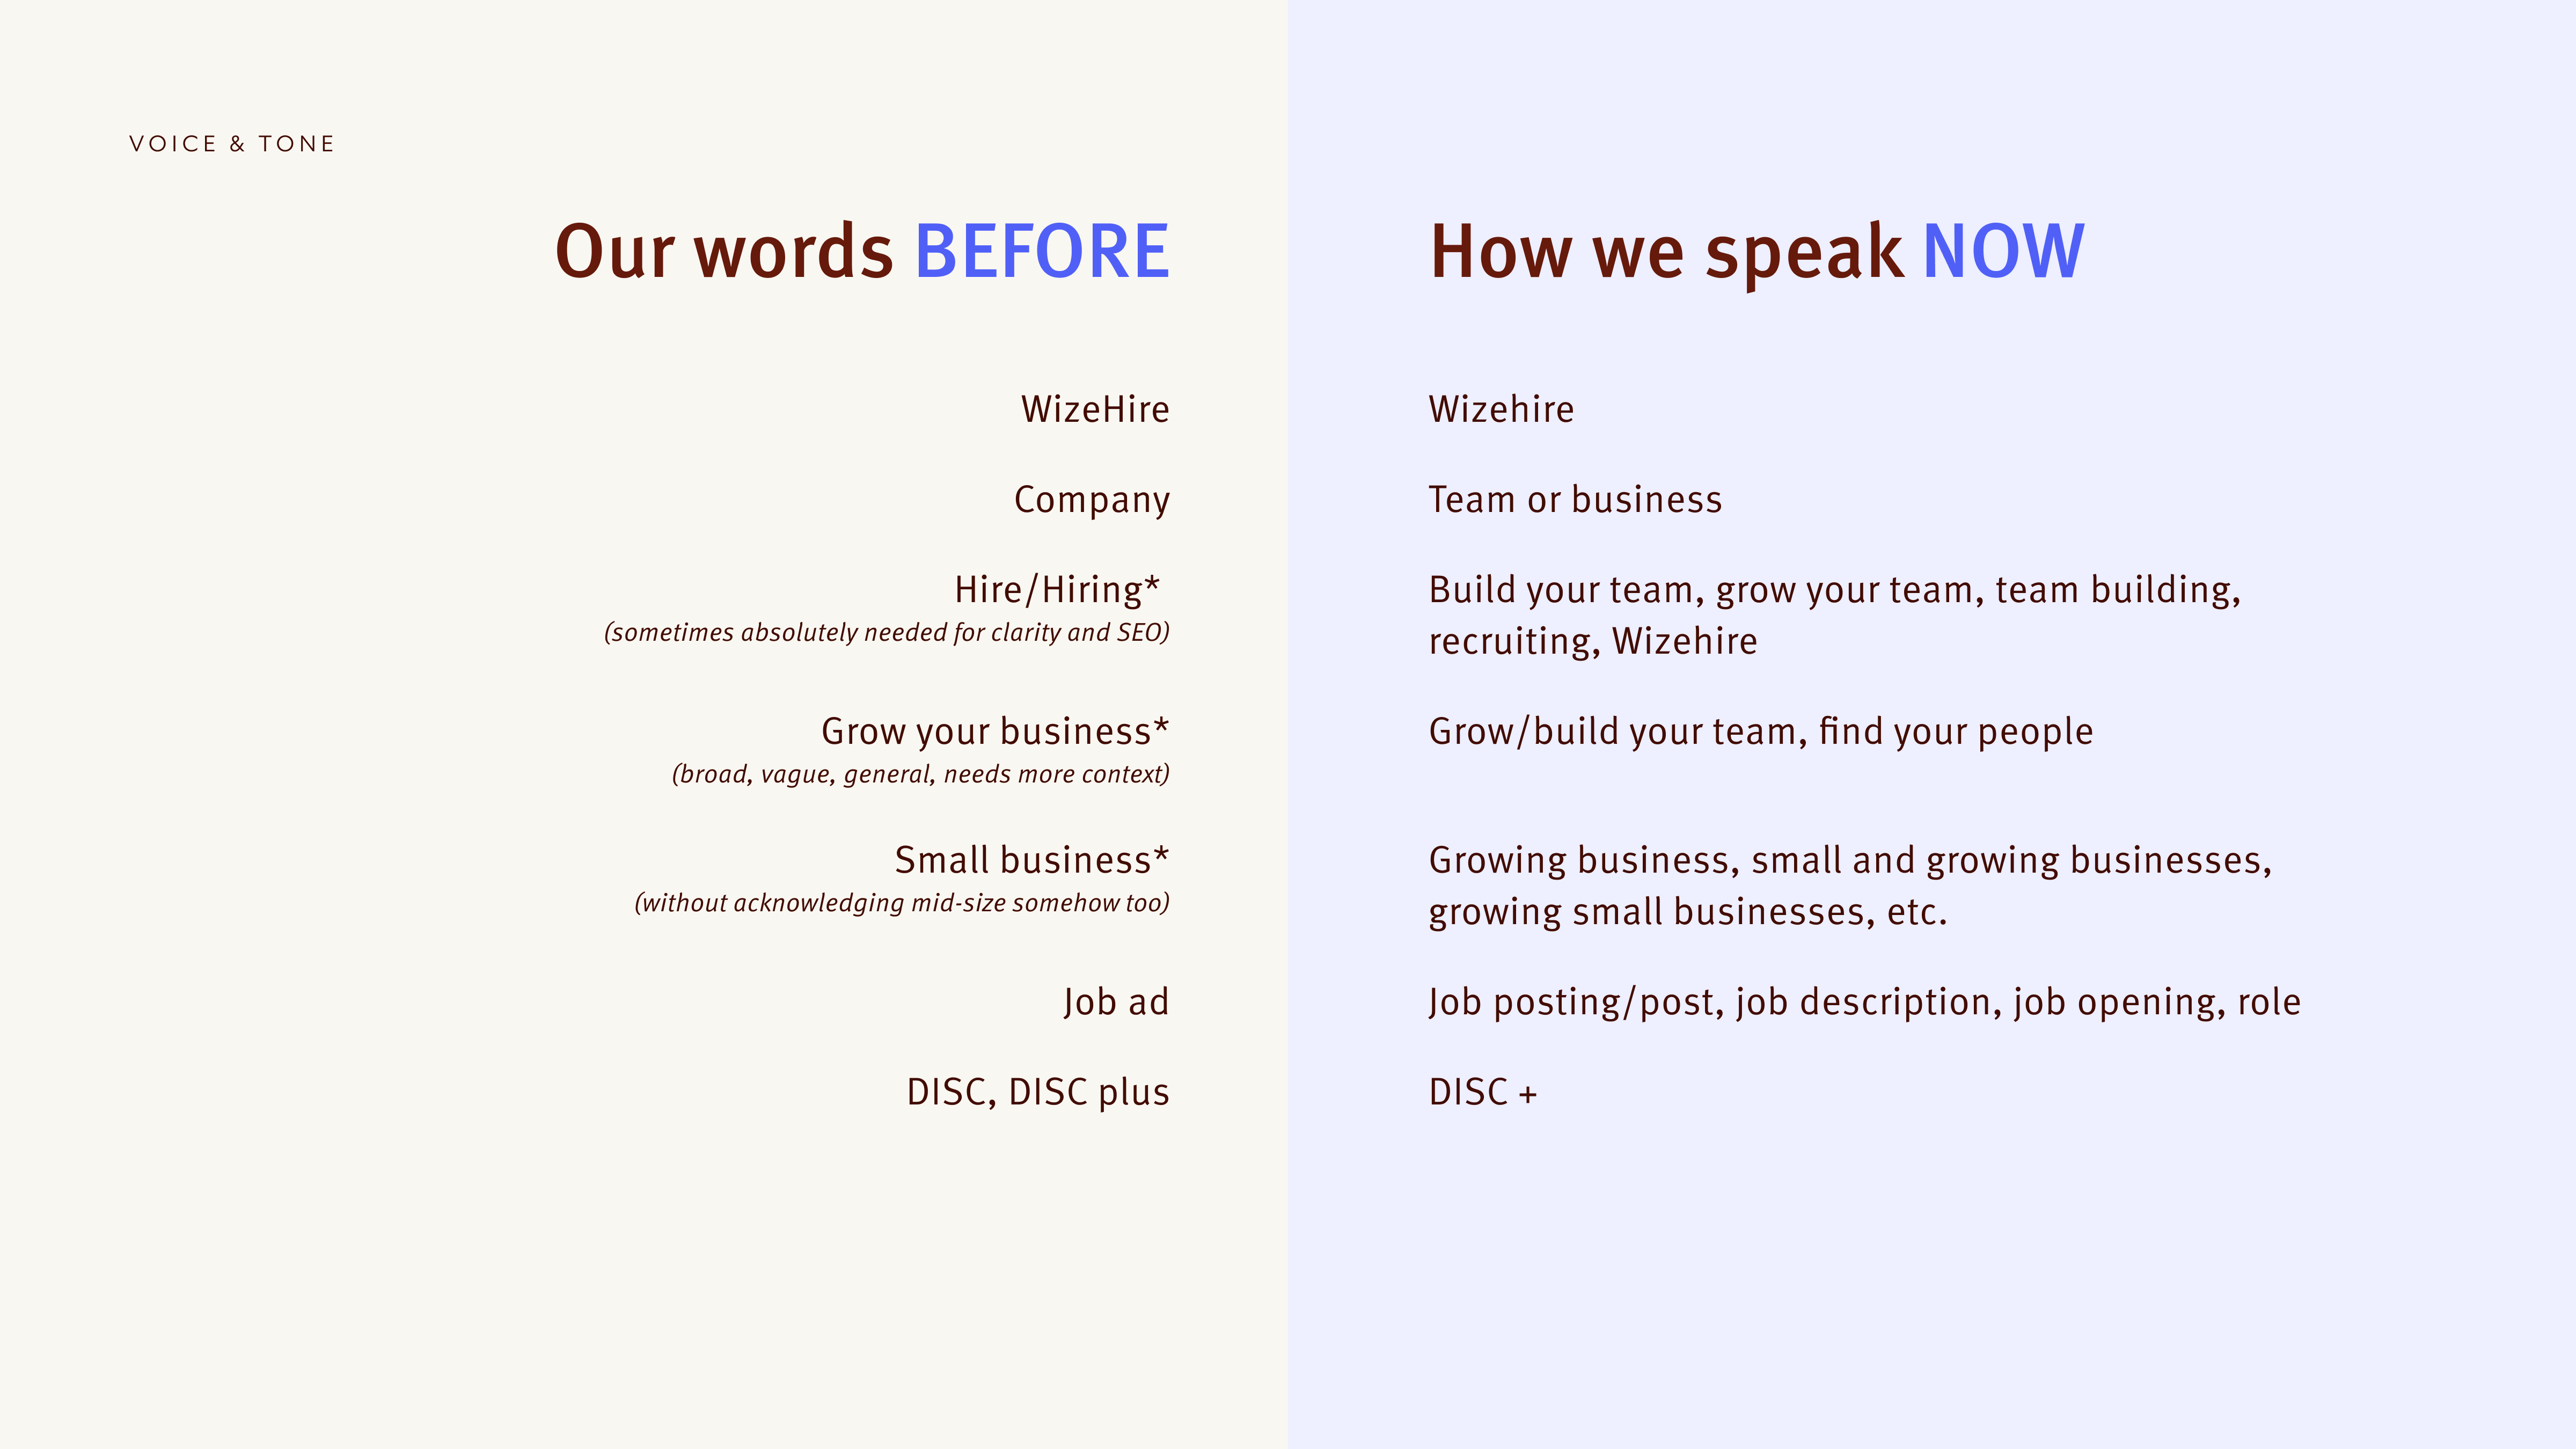 VOICE & TONE
Our words BEFORE
How we speak NOW
WizeHire
Wizehire
Company
Team or business
Hire/Hiring*
(sometimes absolutely needed for clarity and SEO)
Build your team, grow your team, team building,
recruiting, Wizehire
Grow your business*
(broad, vague, general, needs more context)
Grow/build your team, find your people
Small business*
(without acknowledging mid-size somehow too)
Growing business, small and growing businesses,
growing small businesses, etc.
Job ad
Job posting/post, job description, job opening, role
DISC, DISC plus
DISC +